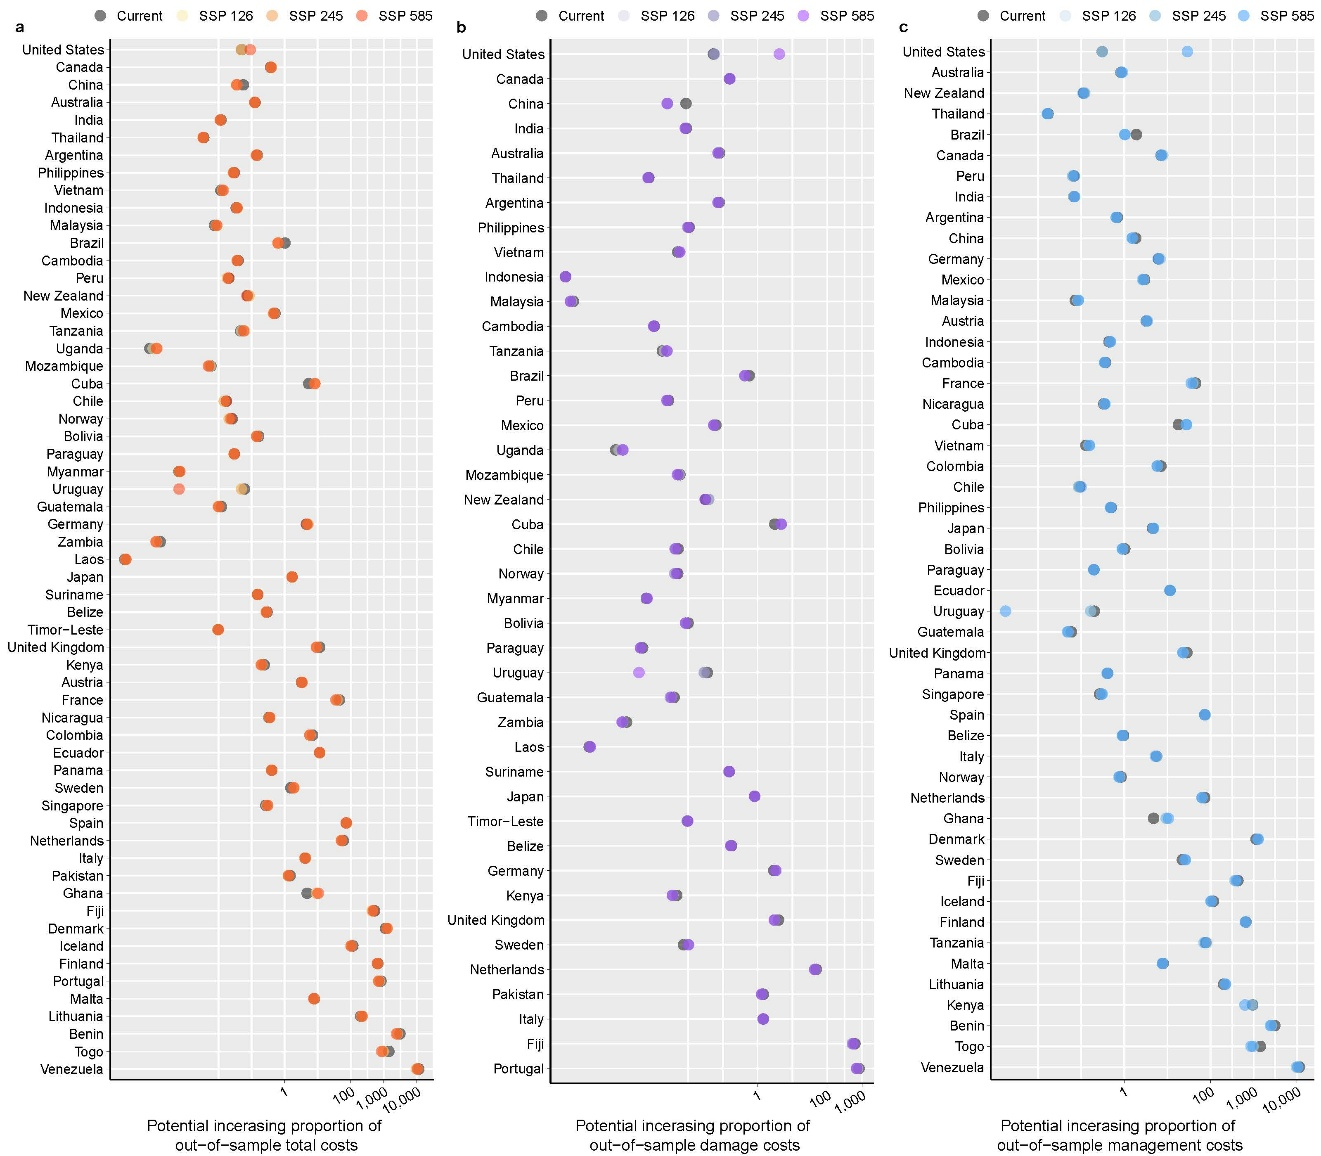 a
Current
SSP 126
SSP 245
SSP 585
United States
Canada
China
Australia
India
Thailand
Argentina
Philippines
Vietnam
Indonesia
Malaysia
Brazil
Cambodia
Peru
New Zealand
Mexico
Tanzania
Uganda
Mozambique
Cuba
Chile
Norway
Bolivia
Paraguay
Myanmar
Uruguay
Guatemala
Germany
Zambia
Laos
Japan
Suriname
Belize
Timor−Leste
United Kingdom
Kenya
Austria
France
Nicaragua
Colombia
Ecuador
Panama
Sweden
Singapore
Spain
Netherlands
Italy
Pakistan
Ghana
Fiji
Denmark
Iceland
Finland
Portugal
Malta
Lithuania
Benin
Togo
Venezuela
1
100
1,000
10,000
Potential incerasing proportion of
out−of−sample total costs
b
Current
SSP 126
SSP 245
SSP 585
United States
Canada
China
India
Australia
Thailand
Argentina
Philippines
Vietnam
Indonesia
Malaysia
Cambodia
Tanzania
Brazil
Peru
Mexico
Uganda
Mozambique
New Zealand
Cuba
Chile
Norway
Myanmar
Bolivia
Paraguay
Uruguay
Guatemala
Zambia
Laos
Suriname
Japan
Timor−Leste
Belize
Germany
Kenya
United Kingdom
Sweden
Netherlands
Pakistan
Italy
Fiji
Portugal
1
100
1,000
Potential incerasing proportion of
out−of−sample damage costs
c
Current
SSP 126
SSP 245
SSP 585
United States
Australia
New Zealand
Thailand
Brazil
Canada
Peru
India
Argentina
China
Germany
Mexico
Malaysia
Austria
Indonesia
Cambodia
France
Nicaragua
Cuba
Vietnam
Colombia
Chile
Philippines
Japan
Bolivia
Paraguay
Ecuador
Uruguay
Guatemala
United Kingdom
Panama
Singapore
Spain
Belize
Italy
Norway
Netherlands
Ghana
Denmark
Sweden
Fiji
Iceland
Finland
Tanzania
Malta
Lithuania
Kenya
Benin
Togo
Venezuela
1
100
1,000
10,000
Potential incerasing proportion of
out−of−sample management costs